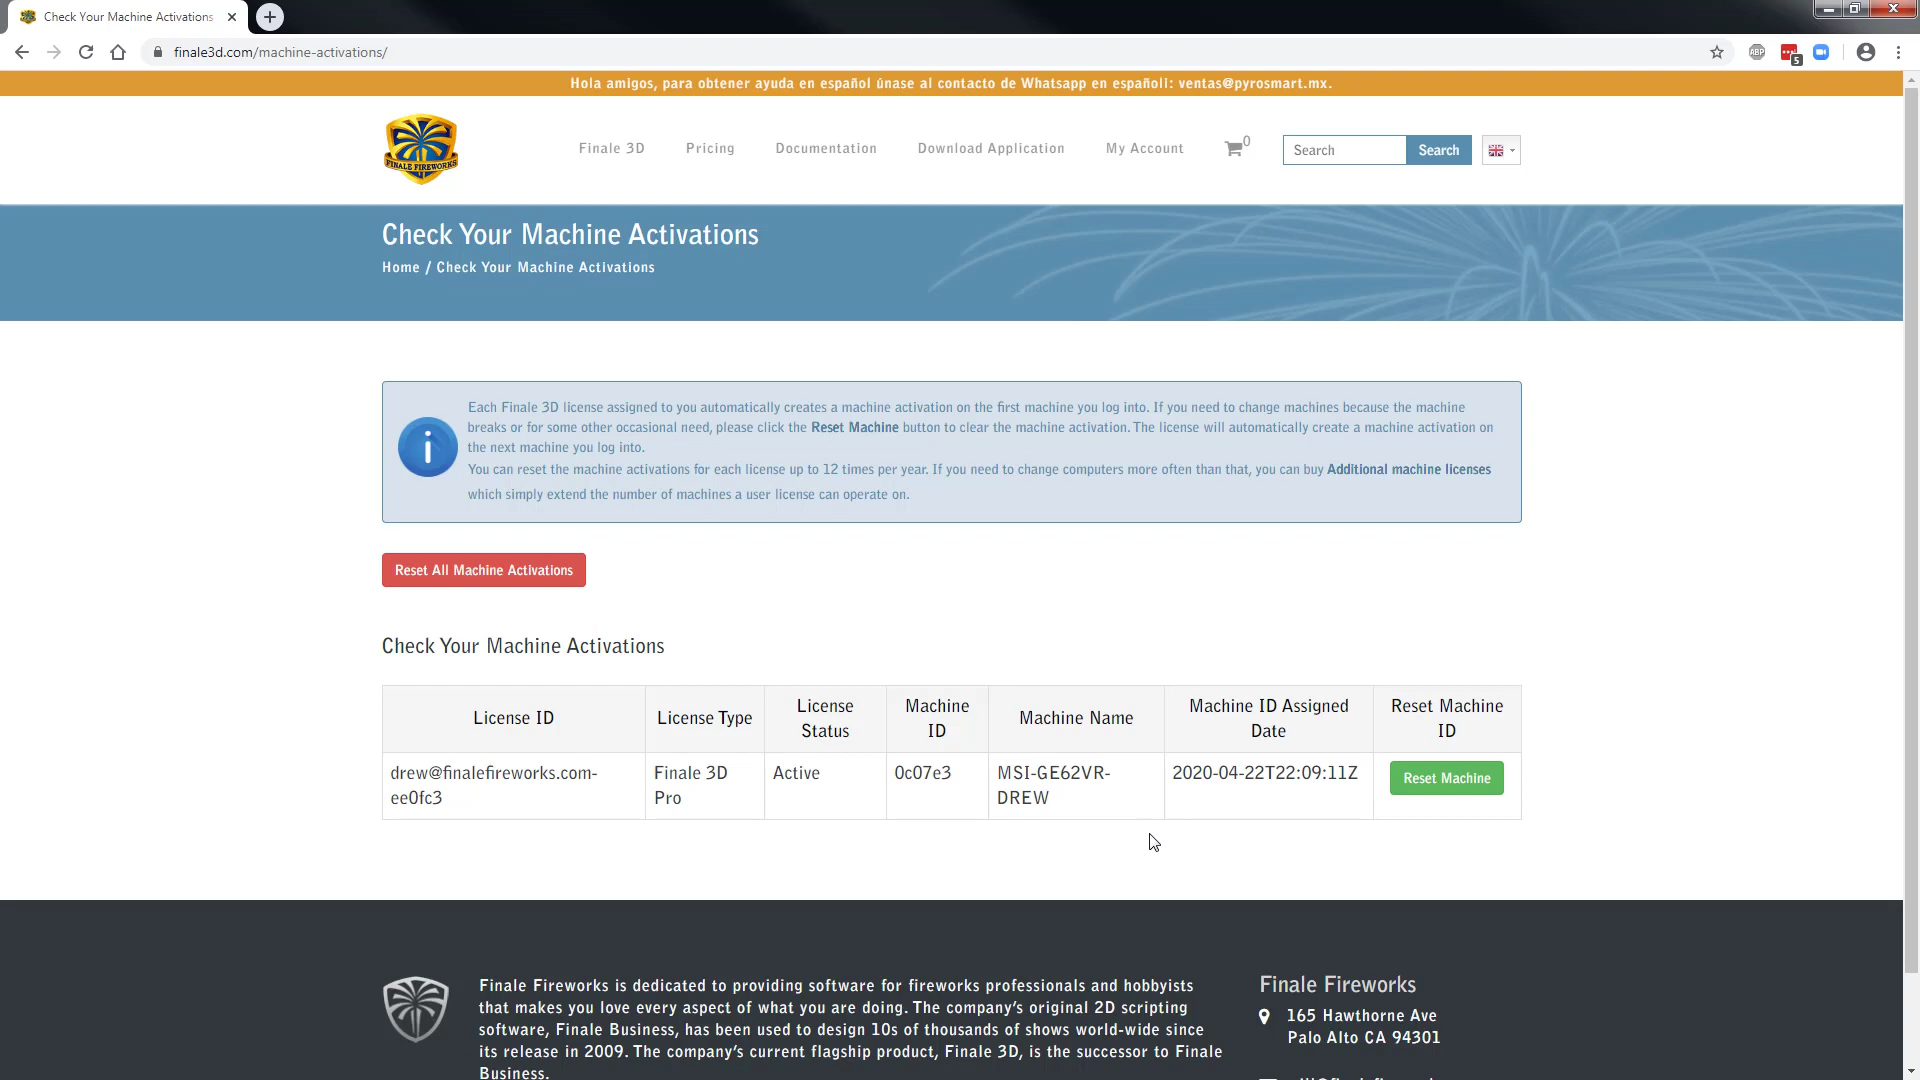 Check Your Machine Activations
finale3d.com/machine-activations/
ABP
5
Hola amigos, para obtener ayuda en español únase al contacto de Whatsapp en españoli: ventas@pyrosmart.mx.
FINALE FIREWORKS
Finale 3D
Pricing
Documentation
Download Application
My Account
0
Search
Search
Check Your Machine Activations
Home / Check Your Machine Activations
Each Finale 3D license assigned to you automatically creates a machine activation on the first machine you log into. If you need to change machines because the machine
breaks or for some other occasional need, please click the Reset Machine button to clear the machine activation. The license will automatically create a machine activation on
the next machine you log into.
You can reset the machine activations for each license up to 12 times per year. If you need to change computers more often than that, you can buy Additional machine licenses
which simply extend the number of machines a user license can operate on.
Reset All Machine Activations
Check Your Machine Activations
License ID
License Type
License
Status
Machine
ID
Machine Name
Machine ID Assigned
Date
Reset Machine
ID
drew@finalefireworks.com-
ee0fc3
Finale 3D
Pro
Active
0c07e3
MSI-GE62VR-
DREW
2020-04-22T22:09:11Z
Reset Machine
Finale Fireworks is dedicated to providing software for fireworks professionals and hobbyists
that makes you love every aspect of what you are doing. The company's original 2D scripting
software, Finale Business, has been used to design 10s of thousands of shows world-wide since
its release in 2009. The company's current flagship product, Finale 3D, is the successor to Finale
Business.
Finale Fireworks
165 Hawthorne Ave
Palo Alto CA 94301